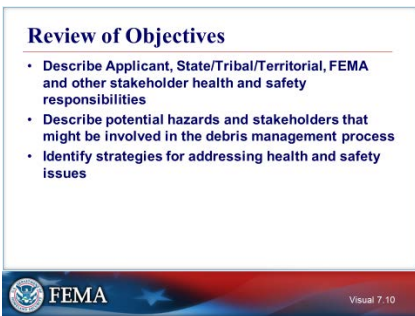 Review of Objectives
• Describe Applicant, State/Tribal/Territorial, FEMA
and other stakeholder health and safety
responsibilities
• Describe potential hazards and stakeholders that
might be involved in the debris management process
• Identify strategies for addressing health and safety
issues
FEMA
Visual 7.10